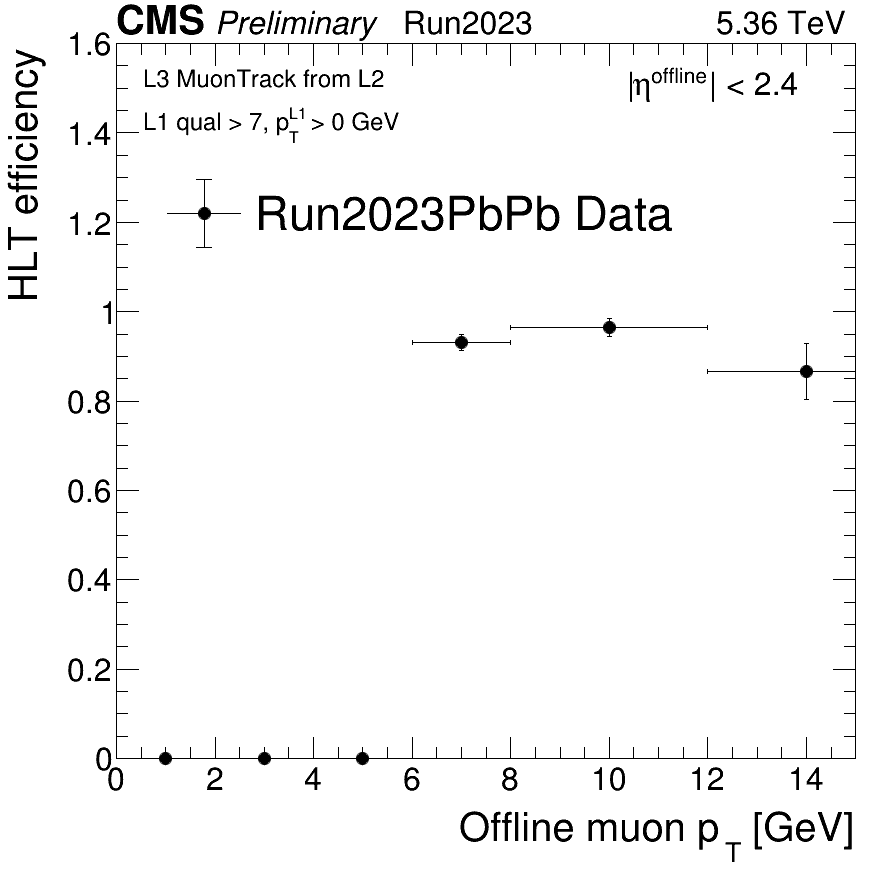 CMS Preliminary Run2023 5.36 TeV
L3 MuonTrack from L2
|η^offline| < 2.4
L1 qual > 7, p_T^L1 > 0 GeV
Run2023PbPb Data
HLT efficiency
1.6
1.4
1.2
1
0.8
0.6
0.4
0.2
0
0 2 4 6 8 10 12 14
Offline muon p_T [GeV]